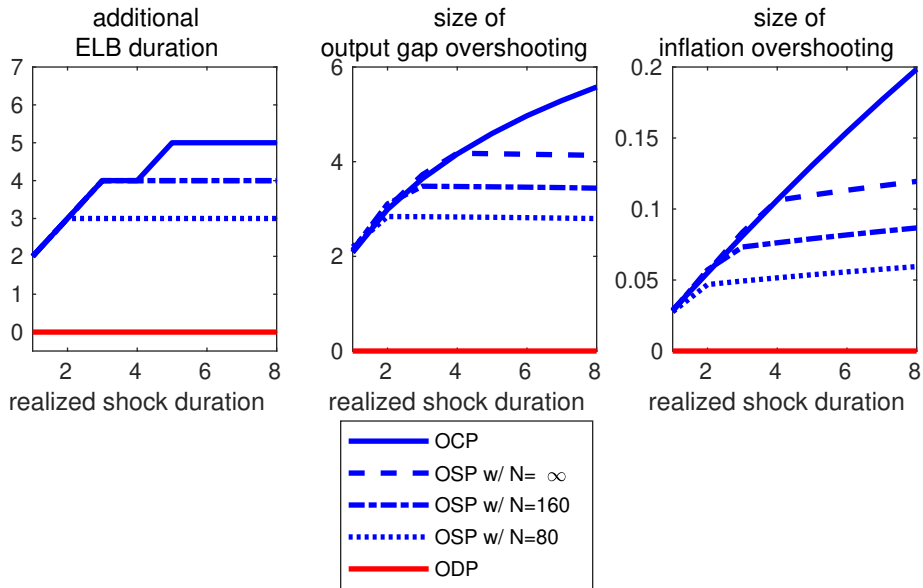 additional
ELB duration
7
6
5
4
3
2
1
0
2 4 6 8
realized shock duration
size of
output gap overshooting
6
4
2
0
2 4 6 8
realized shock duration
size of
inflation overshooting
0.2
0.15
0.1
0.05
0
2 4 6 8
realized shock duration
OCP
OSP w/ N= ∞
OSP w/ N=160
OSP w/ N=80
ODP